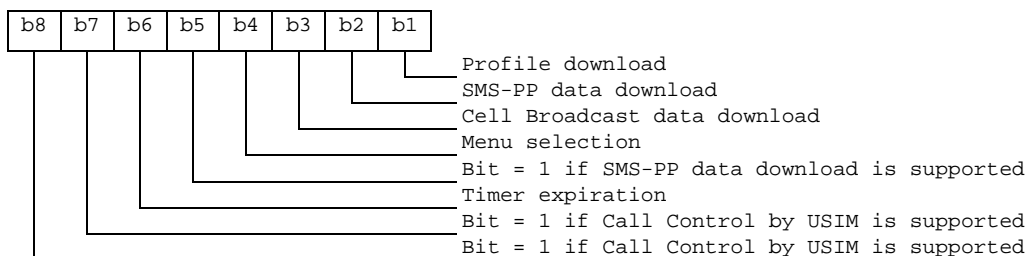 b8 b7 b6 b5 b4 b3 b2 b1
Profile download
SMS-PP data download
Cell Broadcast data download
Menu selection
Bit = 1 if SMS-PP data download is supported
Timer expiration
Bit = 1 if Call Control by USIM is supported
Bit = 1 if Call Control by USIM is supported